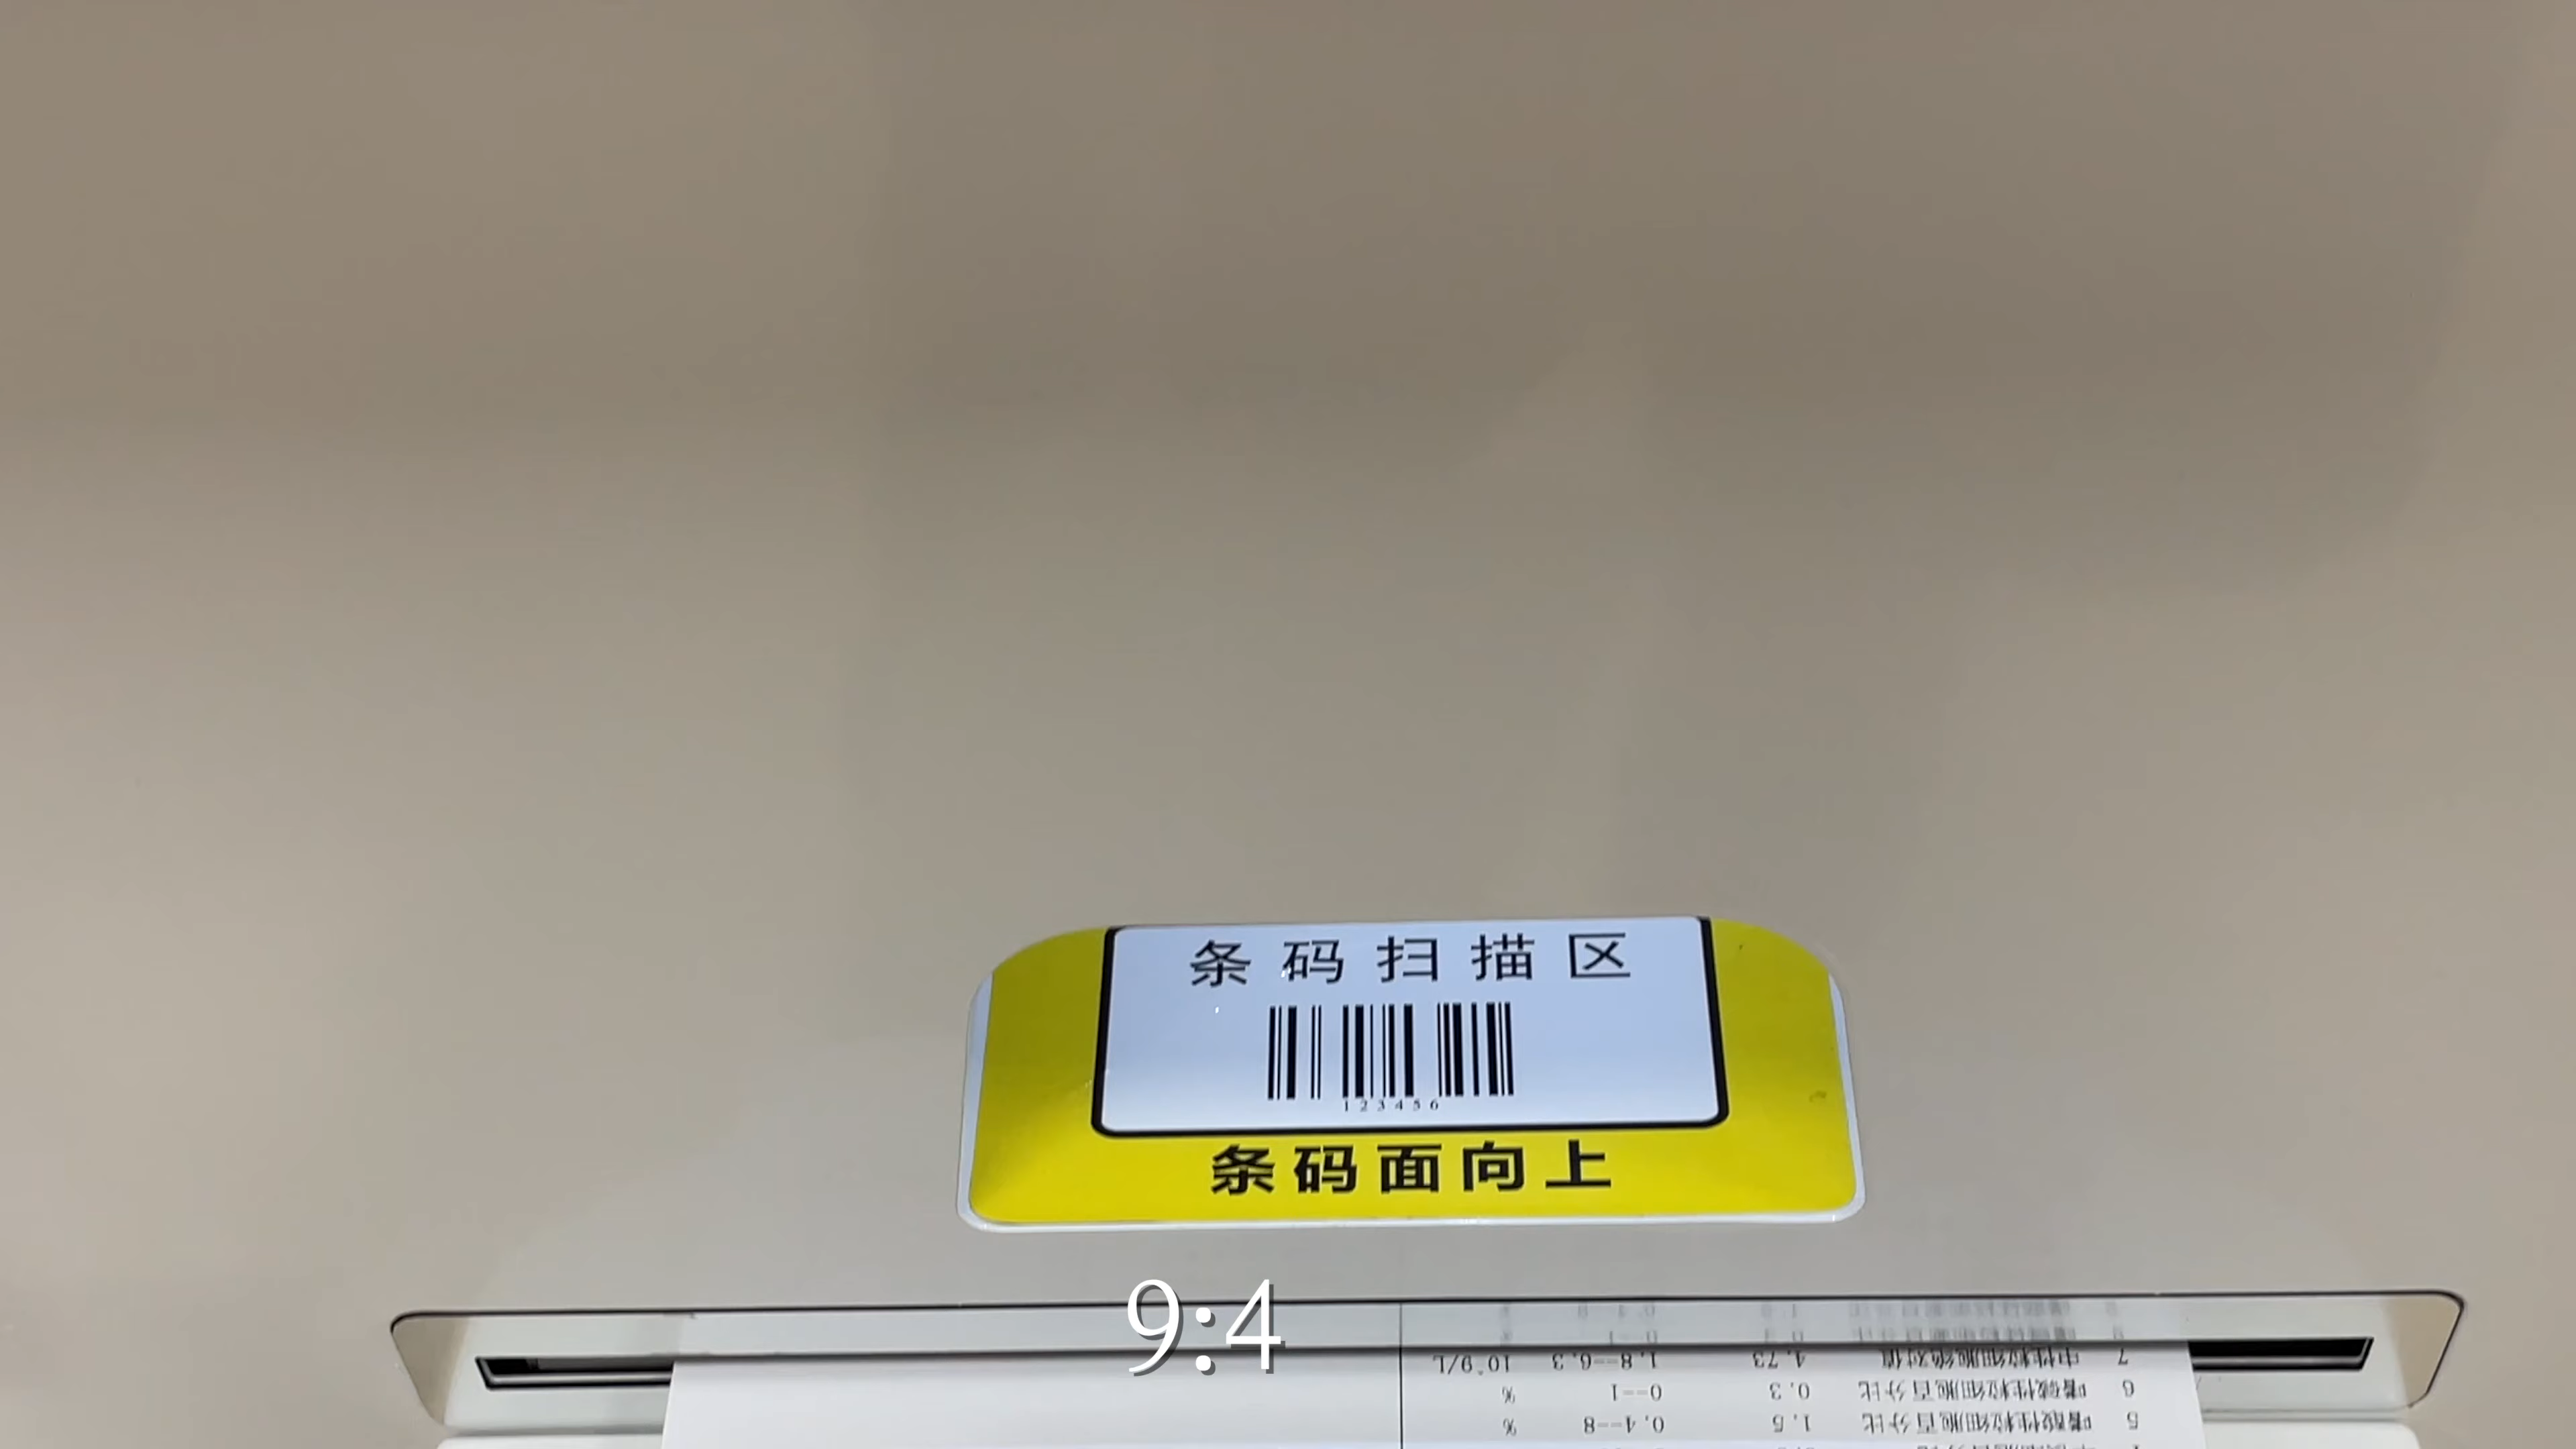 条码扫描区
123456
条码面向上
9:4
7 中性粒细胞绝对值 4.73 1.8--6.3 10^9/L
6 嗜碱性粒细胞百分比 0.3 0--1 %
5 嗜酸性粒细胞百分比 1.5 0.4--8 %